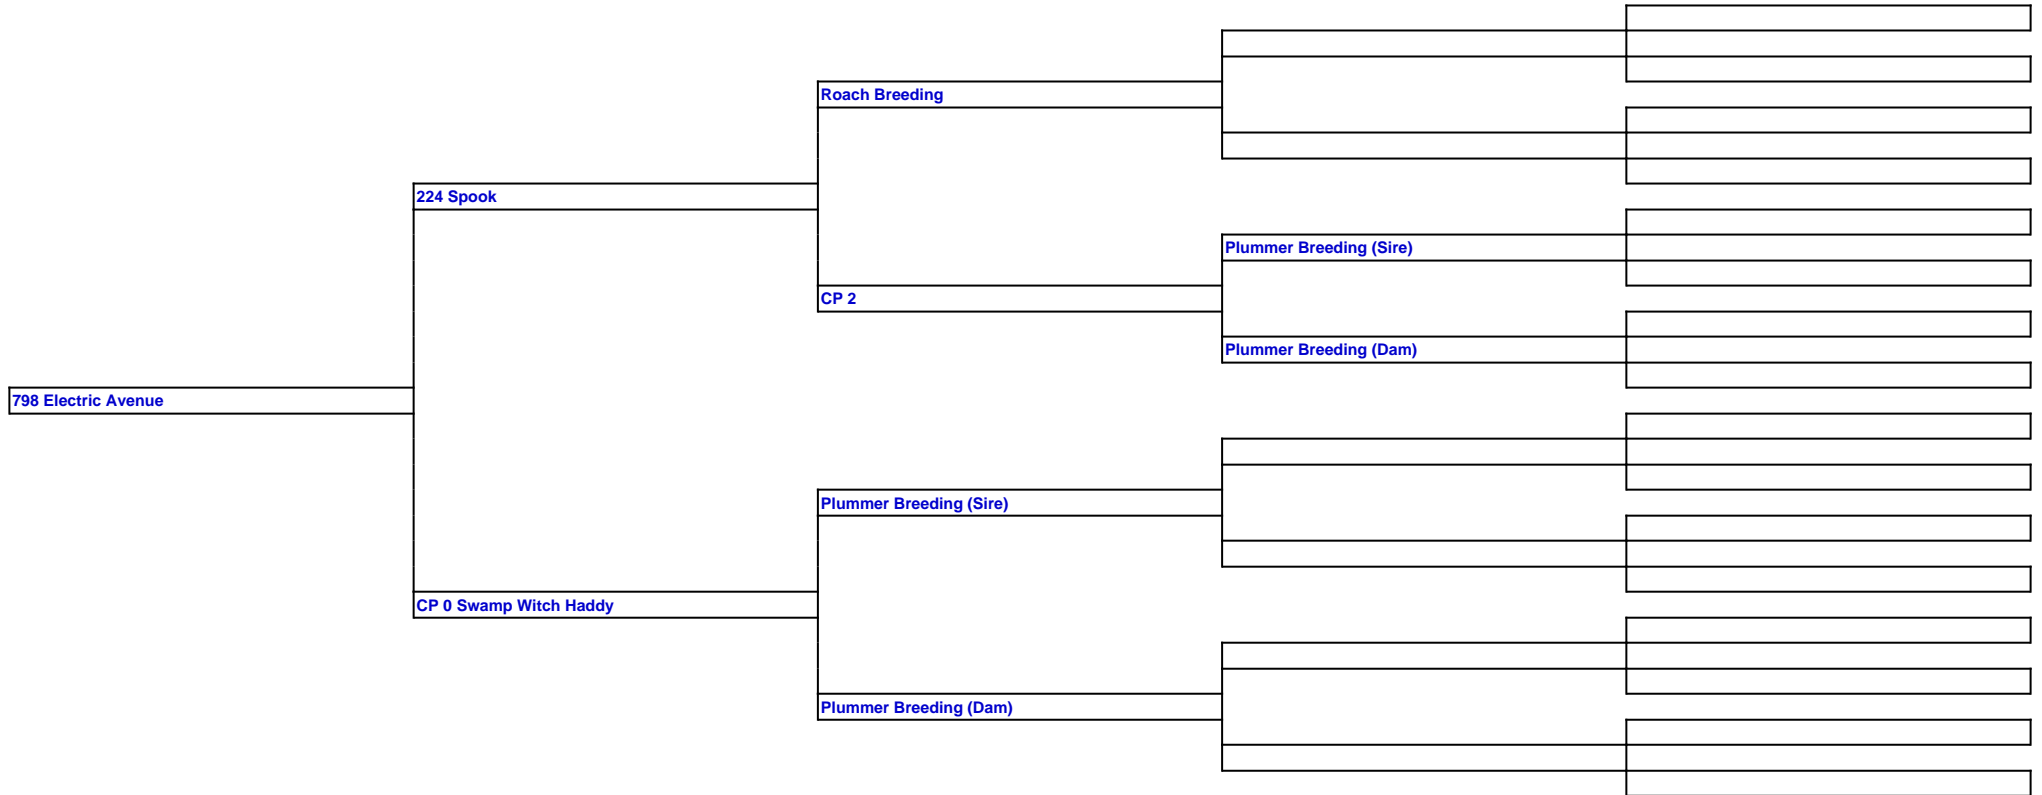 Roach Breeding
224 Spook
Plummer Breeding (Sire)
CP 2
Plummer Breeding (Dam)
798 Electric Avenue
Plummer Breeding (Sire)
CP 0 Swamp Witch Haddy
Plummer Breeding (Dam)